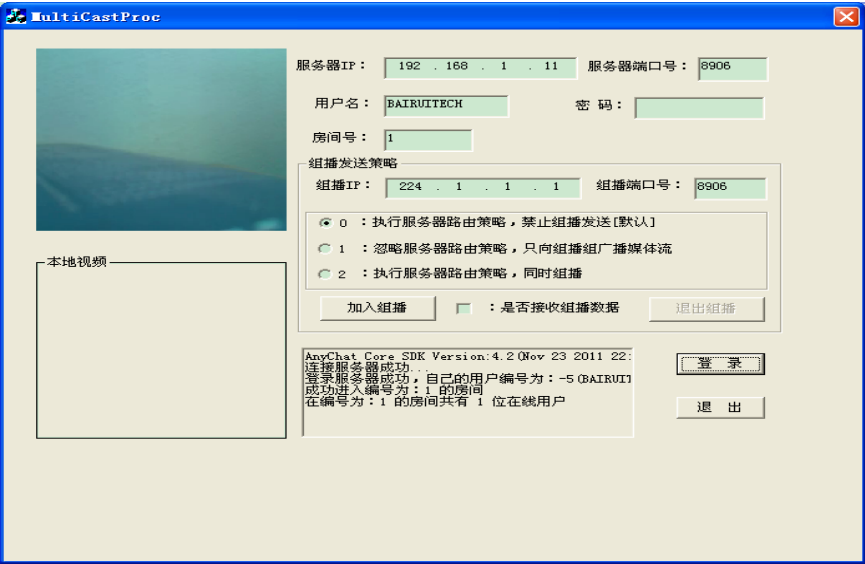 MultiCastProc
服务器IP： 192 . 168 . 1 . 11 服务器端口号： 8906
用户名： BAIRUITECH 密 码：
房间号： 1
组播发送策略
组播IP： 224 . 1 . 1 . 1 组播端口号： 8906
0 ：执行服务器路由策略，禁止组播发送[默认]
1 ：忽略服务器路由策略，只向组播组广播媒体流
2 ：执行服务器路由策略，同时组播
加入组播 ：是否接收组播数据 退出组播
本地视频
AnyChat Core SDK Version:4.2(Nov 23 2011 22:
连接服务器成功...
登录服务器成功，自己的用户编号为：-5(BAIRUIT
成功进入编号为：1 的房间
在编号为：1 的房间共有 1 位在线用户
登 录
退 出